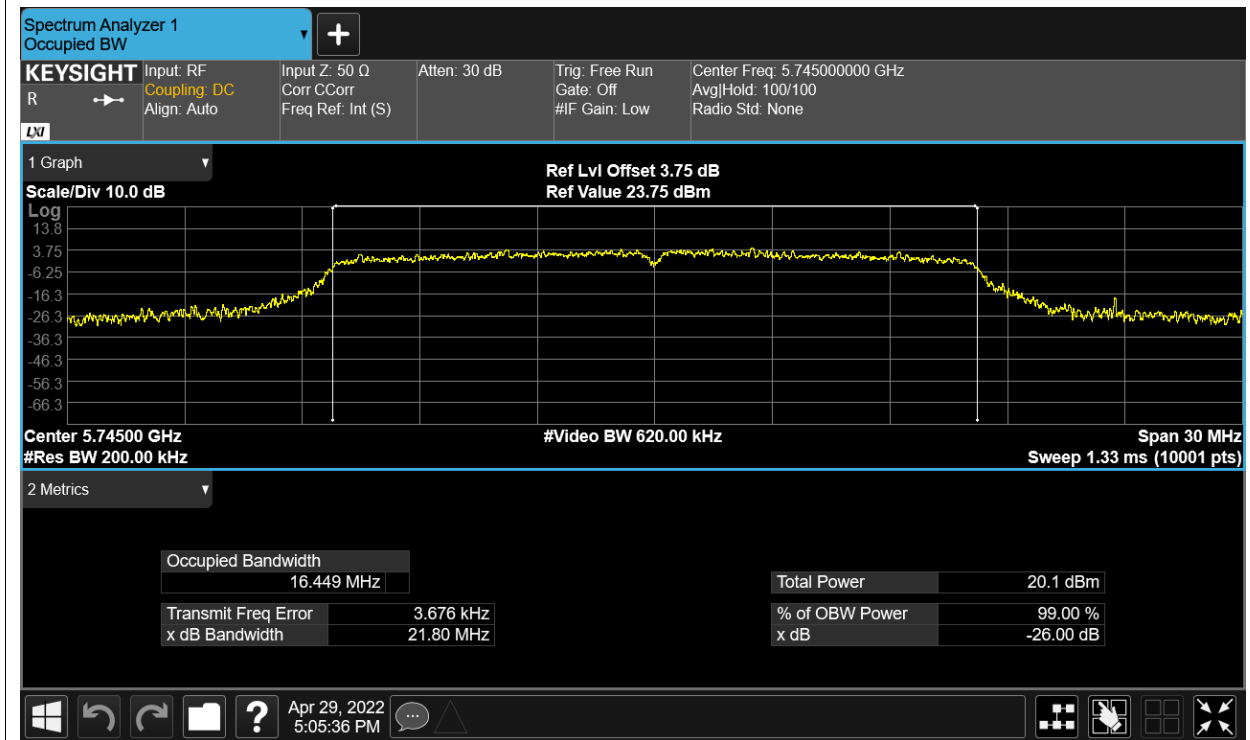 Spectrum Analyzer 1
Occupied BW
+
KEYSIGHT Input: RF Input Z: 50 Ω Atten: 30 dB Trig: Free Run Center Freq: 5.745000000 GHz
R Coupling: DC Corr CCorr Gate: Off Avg|Hold: 100/100
Align: Auto Freq Ref: Int (S) #IF Gain: Low Radio Std: None
LXI
1 Graph
Ref Lvl Offset 3.75 dB
Scale/Div 10.0 dB Ref Value 23.75 dBm
Log
13.8
3.75
-6.25
-16.3
-26.3
-36.3
-46.3
-56.3
-66.3
Center 5.74500 GHz #Video BW 620.00 kHz Span 30 MHz
#Res BW 200.00 kHz Sweep 1.33 ms (10001 pts)
2 Metrics
Occupied Bandwidth
16.449 MHz Total Power 20.1 dBm
Transmit Freq Error 3.676 kHz % of OBW Power 99.00 %
x dB Bandwidth 21.80 MHz x dB -26.00 dB
? Apr 29, 2022
5:05:36 PM